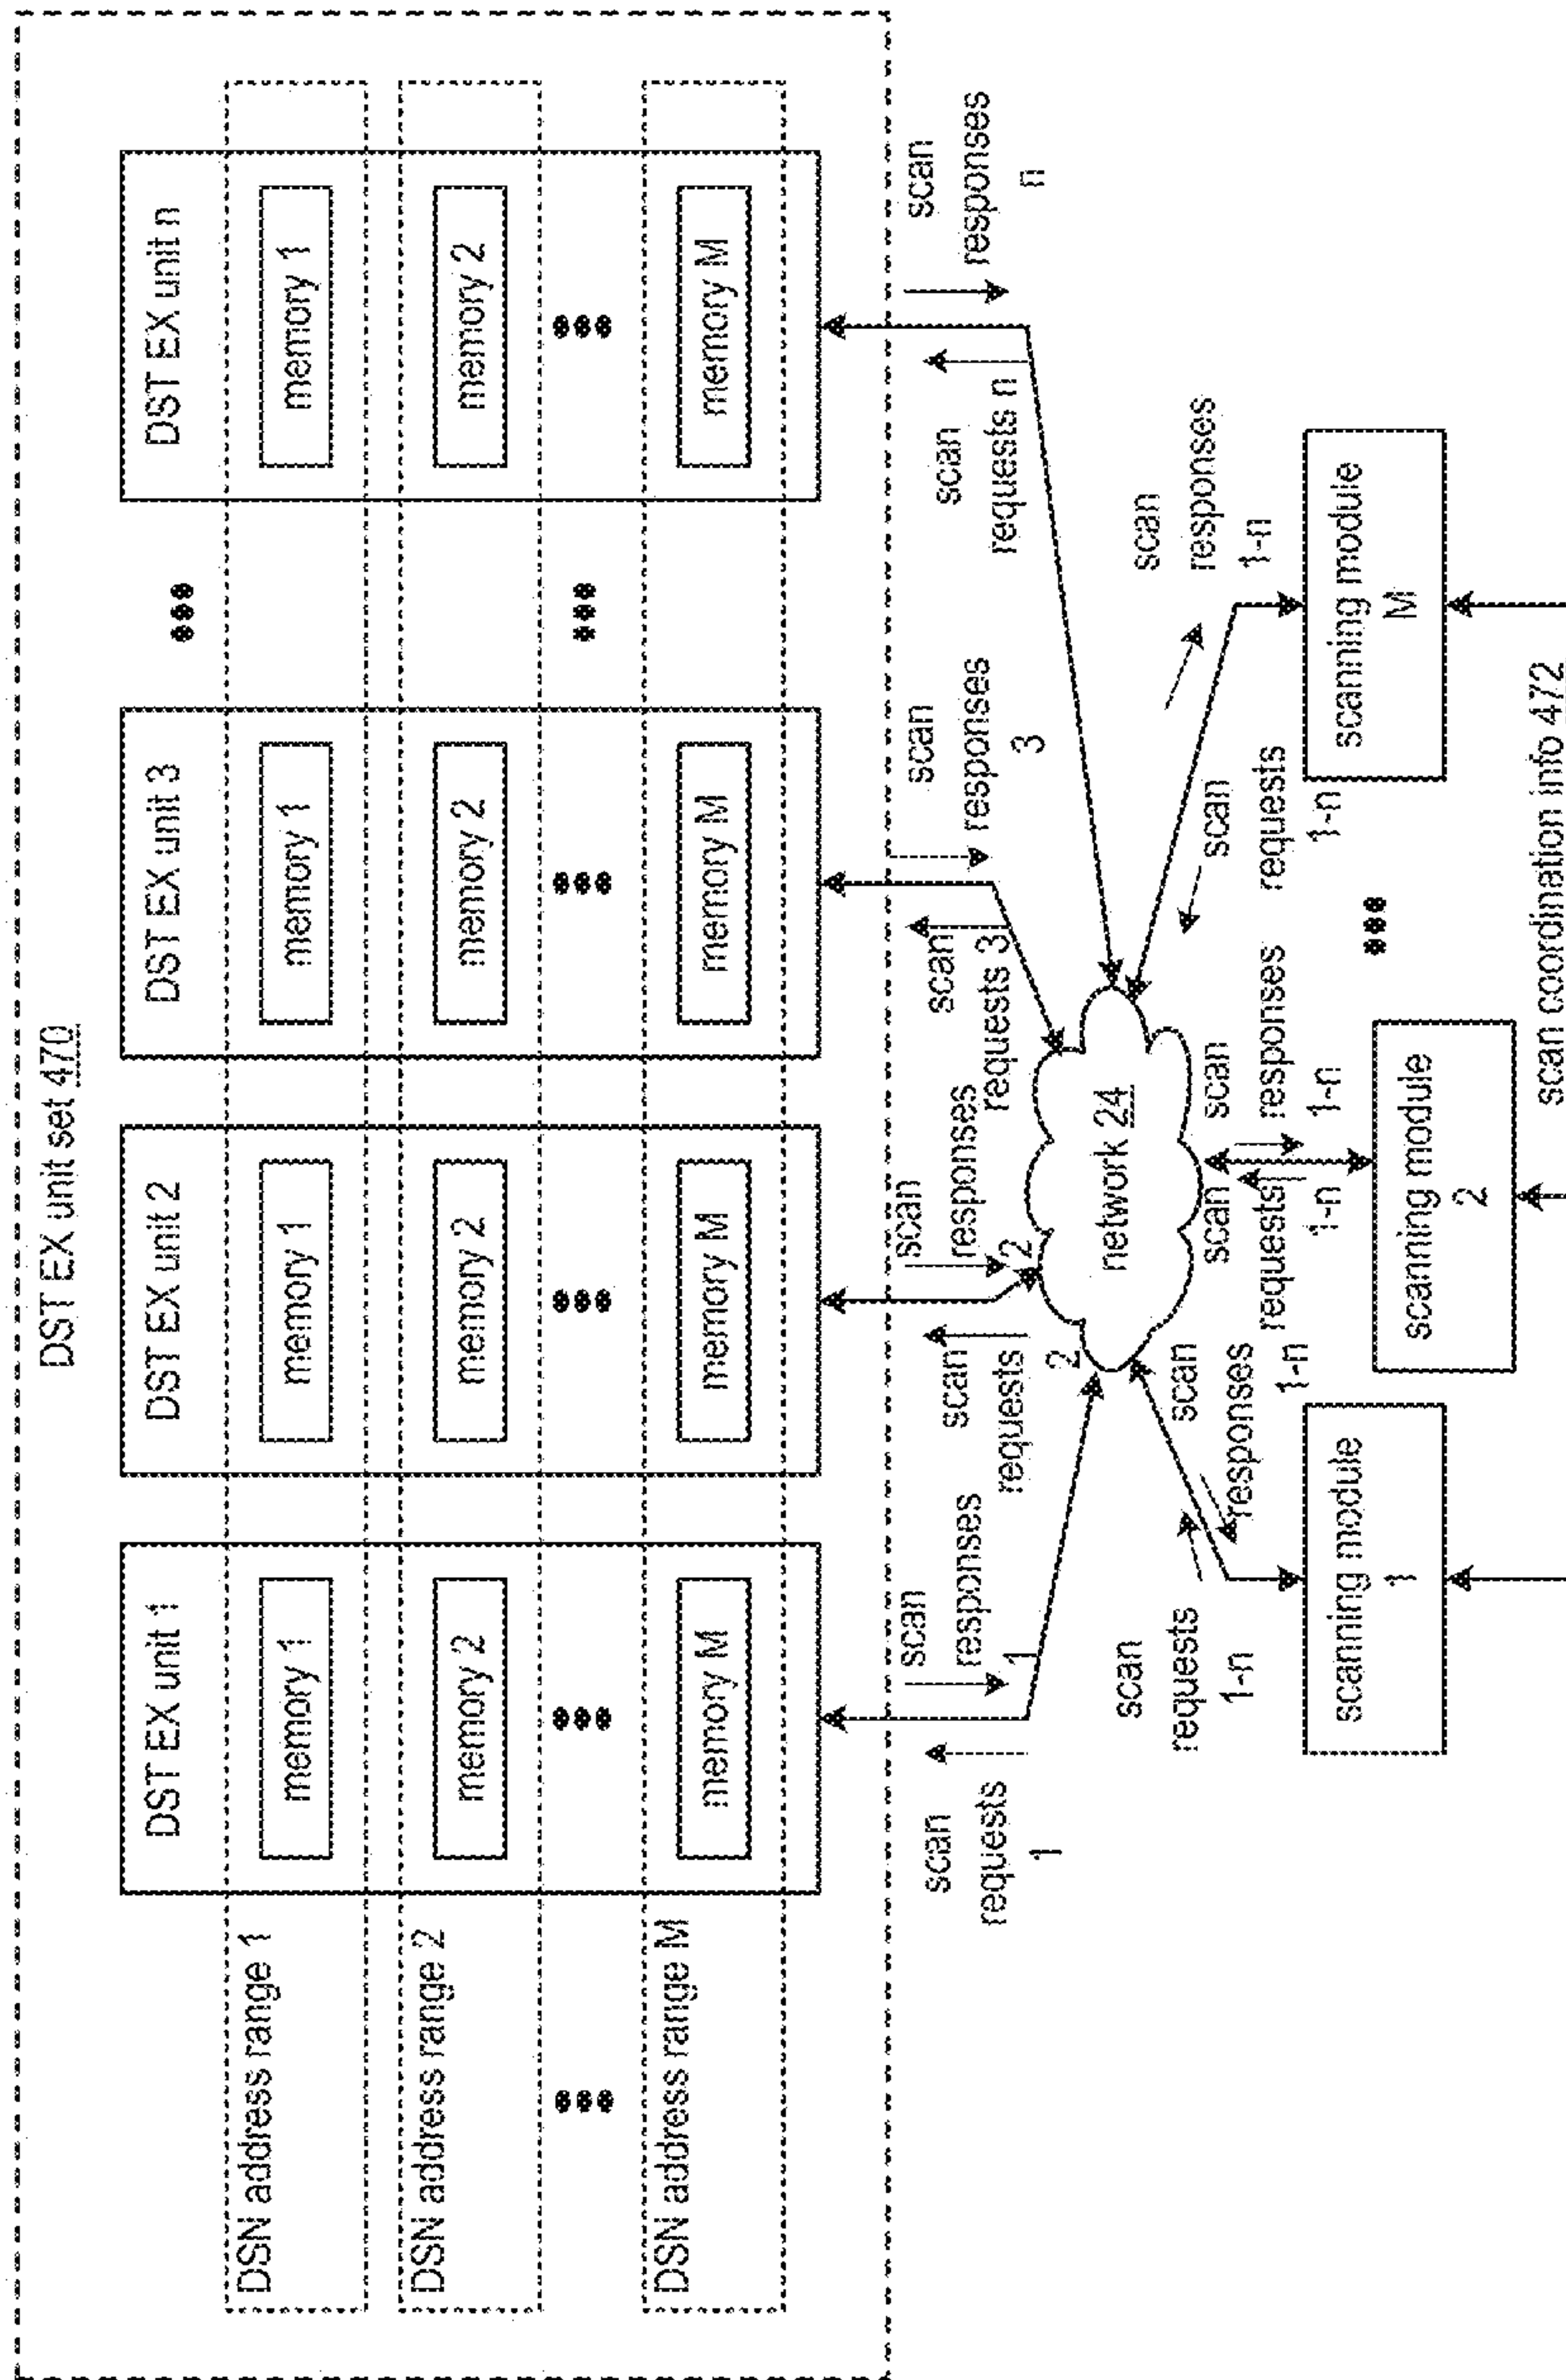 DST EX unit set 470
DST EX unit 1
DST EX unit 2
DST EX unit 3
•••
DST EX unit n
DSN address range 1
memory 1
memory 1
memory 1
memory 1
DSN address range 2
memory 2
memory 2
memory 2
memory 2
•••
•••
•••
•••
•••
•••
DSN address range M
memory M
memory M
memory M
memory M
scan
requests
1
scan
responses
1
scan
requests
2
scan
responses
2
scan
requests 3
scan
responses
3
scan
requests n
scan
responses
n
network 24
scan
requests
1-n
scan
responses
1-n
scan
requests
1-n
scan
responses
1-n
scan
requests
1-n
scan
responses
1-n
scanning module
1
scanning module
2
•••
scanning module
M
scan coordination info 472